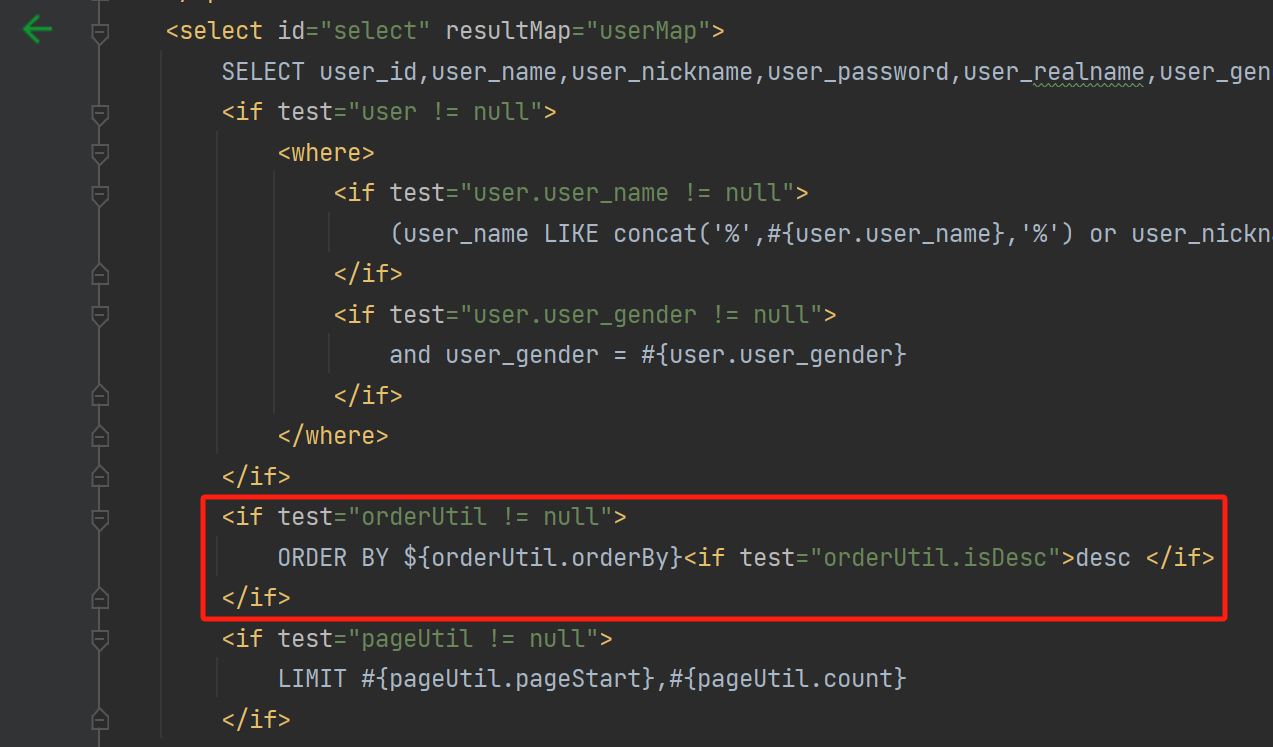 <select id="select" resultMap="userMap">
SELECT user_id,user_name,user_nickname,user_password,user_realname,user_gen
<if test="user != null">
<where>
<if test="user.user_name != null">
(user_name LIKE concat('%',#{user.user_name},'%') or user_nickn
</if>
<if test="user.user_gender != null">
and user_gender = #{user.user_gender}
</if>
</where>
</if>
<if test="orderUtil != null">
ORDER BY ${orderUtil.orderBy}<if test="orderUtil.isDesc">desc </if>
</if>
<if test="pageUtil != null">
LIMIT #{pageUtil.pageStart},#{pageUtil.count}
</if>